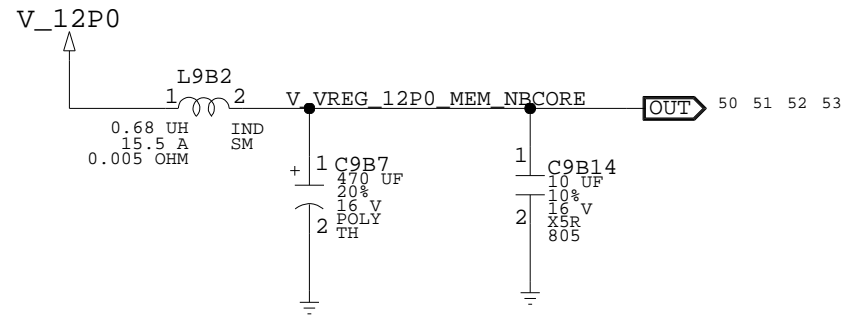 V_12P0
L9B2
1 2
V_VREG_12P0_MEM_NBCORE
OUT 50 51 52 53
0.68 UH IND
15.5 A SM
0.005 OHM
+ 1 C9B7
470 UF
20%
16 V
POLY
2 TH
1 C9B14
10 UF
10%
16 V
2 X5R
805